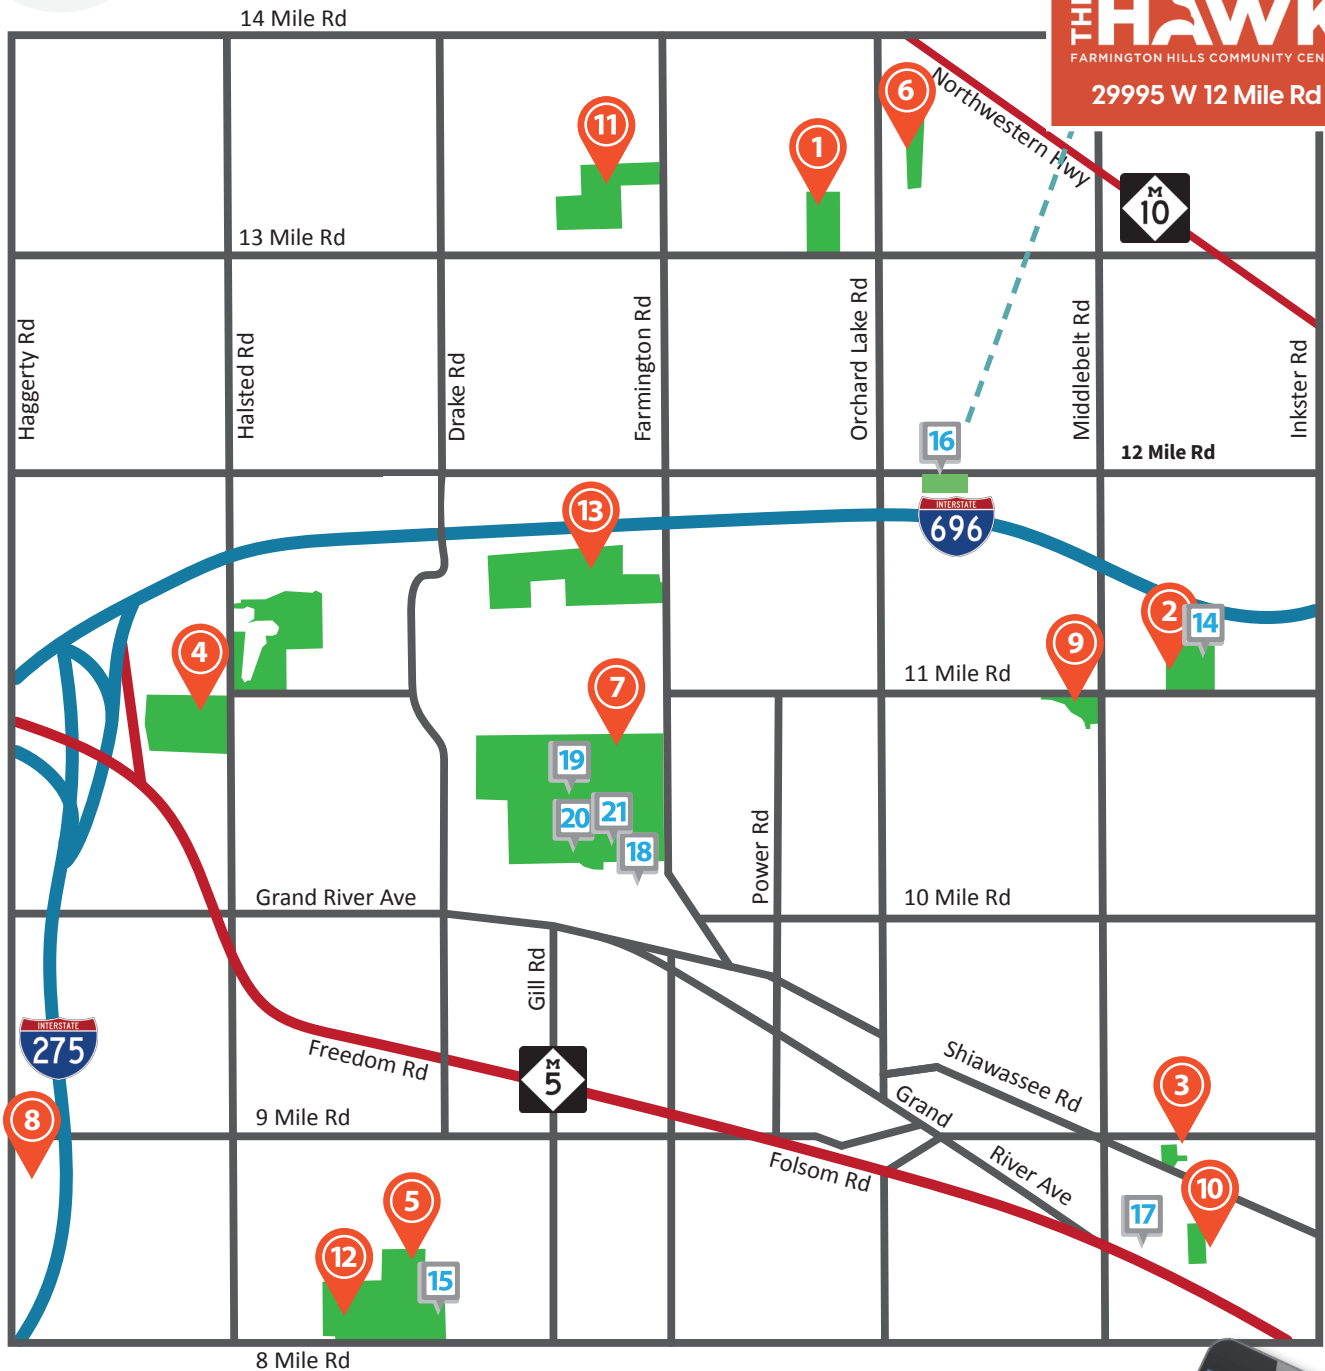 14 Mile Rd
THE
HAWK
FARMINGTON HILLS COMMUNITY CEN
29995 W 12 Mile Rd
6
Northwestern Hwy
11
1
M
10
13 Mile Rd
Haggerty Rd
Halsted Rd
Drake Rd
Farmington Rd
Orchard Lake Rd
Middlebelt Rd
Inkster Rd
16
12 Mile Rd
13
INTERSTATE
696
2
14
4
9
11 Mile Rd
7
19
20
21
18
Power Rd
Grand River Ave
10 Mile Rd
Gill Rd
INTERSTATE
275
Freedom Rd
M
5
Shiawassee Rd
3
8
9 Mile Rd
Grand
River Ave
Folsom Rd
10
5
17
12
15
8 Mile Rd